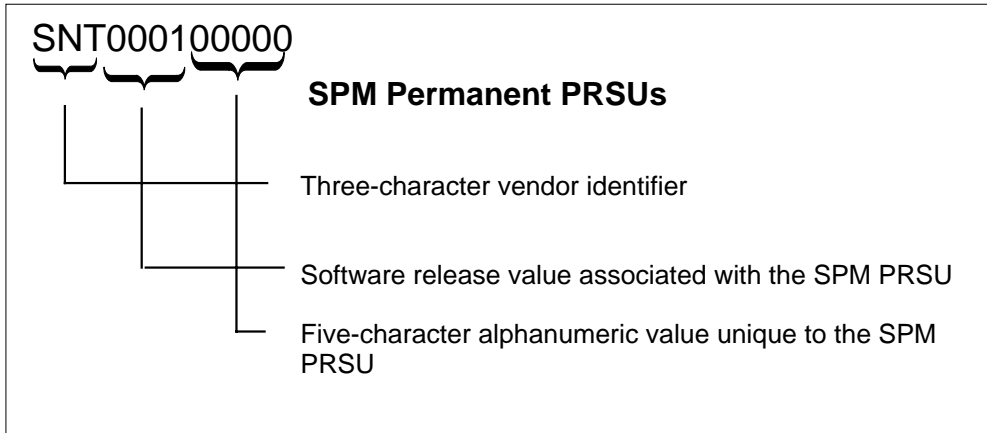 SNT000100000
SPM Permanent PRSUs
Three-character vendor identifier
Software release value associated with the SPM PRSU
Five-character alphanumeric value unique to the SPM
PRSU